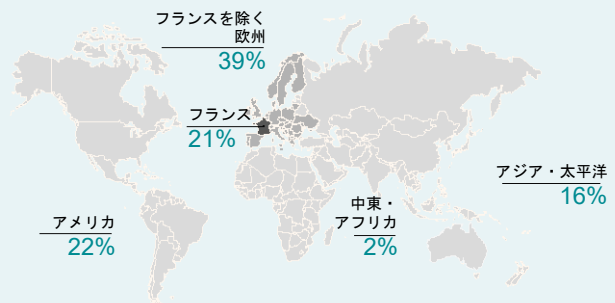 フランスを除く
欧州
39%
フランス
21%
アジア・太平洋
16%
中東・
アフリカ
2%
アメリカ
22%